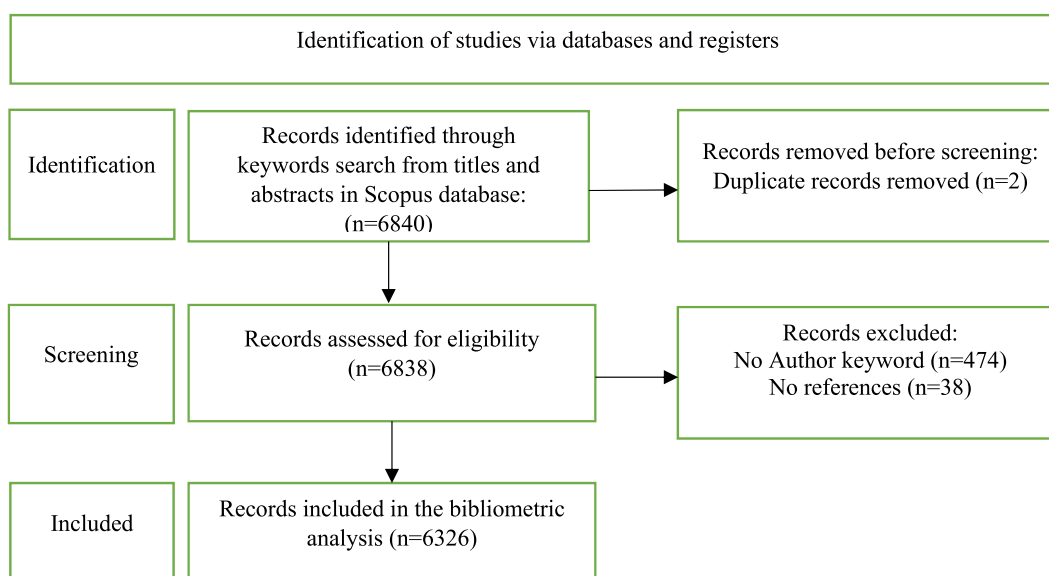 Identification of studies via databases and registers
Identification
Records identified through
keywords search from titles and
abstracts in Scopus database:
(n=6840)
Records removed before screening:
Duplicate records removed (n=2)
Screening
Records assessed for eligibility
(n=6838)
Records excluded:
No Author keyword (n=474)
No references (n=38)
Included
Records included in the bibliometric
analysis (n=6326)